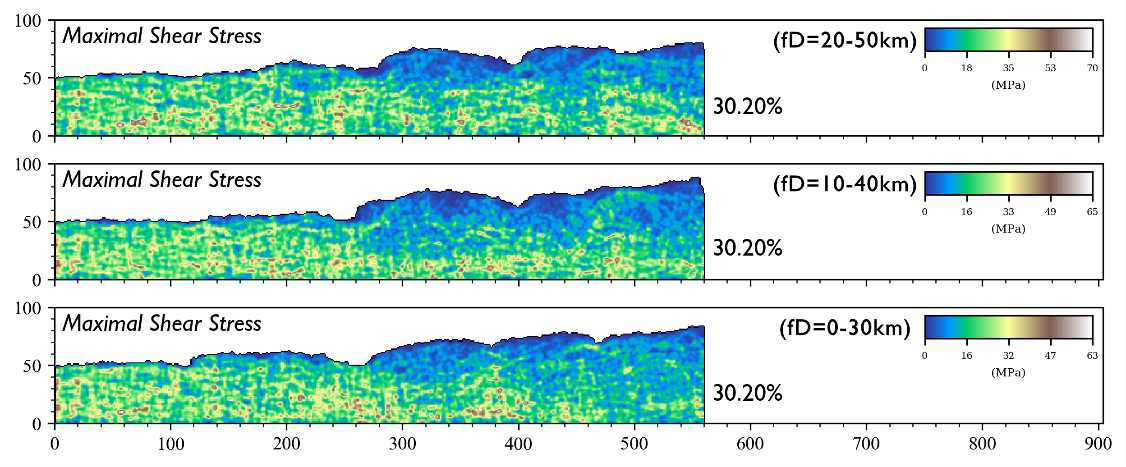 100
50
0
Maximal Shear Stress
(fD=20-50km)
0 18 35 53 70
(MPa)
30.20%
100
50
0
Maximal Shear Stress
(fD=10-40km)
0 16 33 49 65
(MPa)
30.20%
100
50
0
Maximal Shear Stress
(fD=0-30km)
0 16 32 47 63
(MPa)
30.20%
0 100 200 300 400 500 600 700 800 900